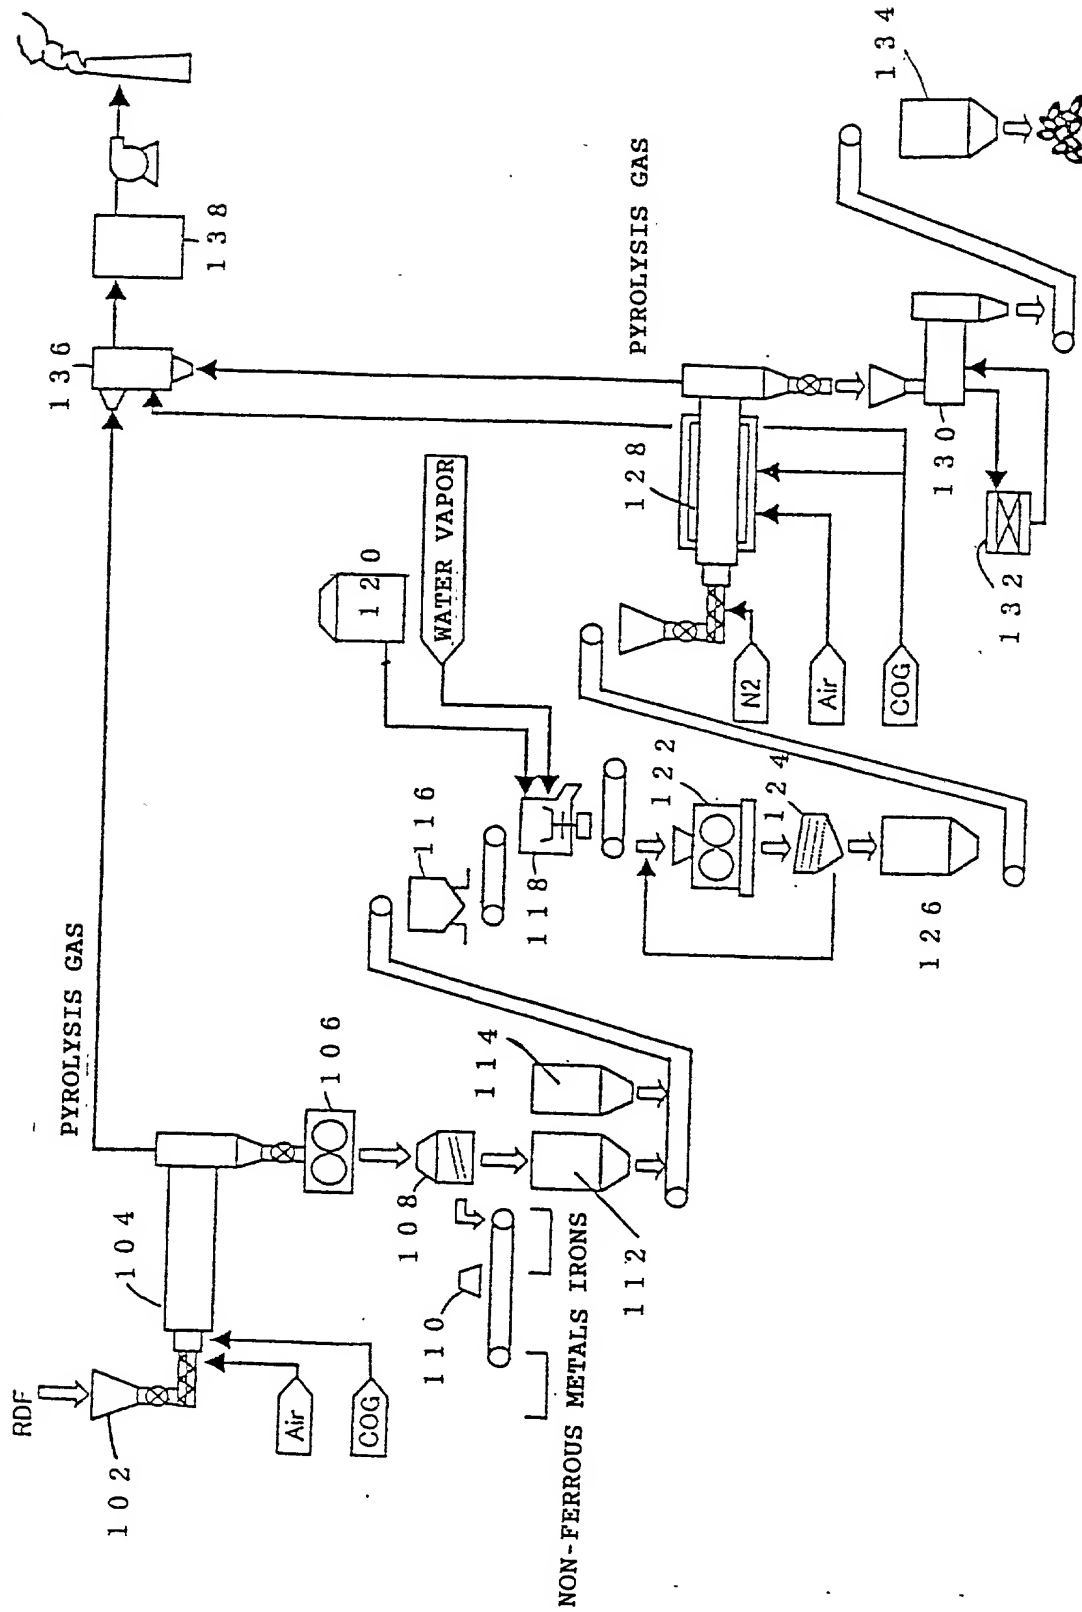 RDF
102
104
Air
COG
PYROLYSIS GAS
106
108
110
NON-FERROUS METALS IRONS
112
114
116
118
120
WATER VAPOR
122
124
126
N2
Air
COG
128
PYROLYSIS GAS
130
132
134
136
138